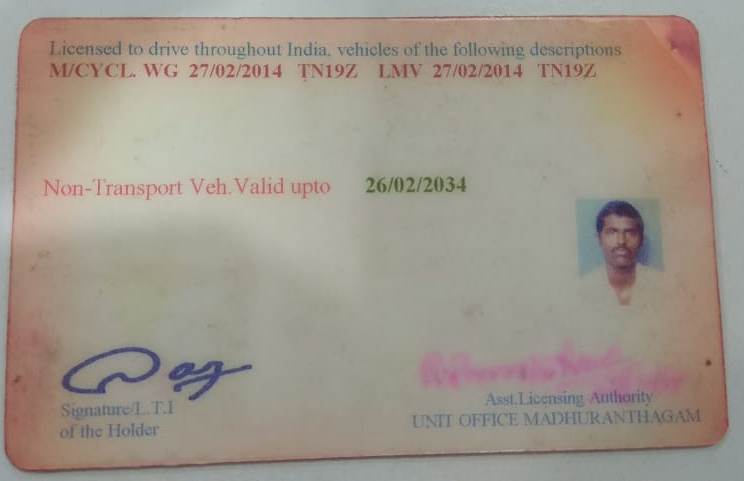 Licensed to drive throughout India, vehicles of the following descriptions
M/CYCL. WG 27/02/2014 TN19Z LMV 27/02/2014 TN19Z
Non-Transport Veh.Valid upto 26/02/2034
Signature/L.T.I
of the Holder
Asst.Licensing Authority
UNIT OFFICE MADHURANTHAGAM